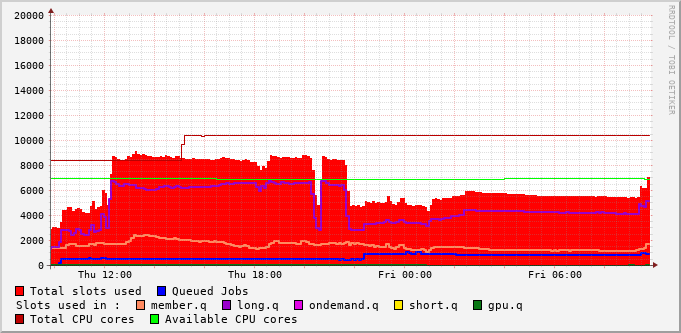 20000
18000
16000
14000
12000
10000
8000
6000
4000
2000
0
Thu 12:00 Thu 18:00 Fri 00:00 Fri 06:00
Total slots used Queued Jobs
Slots used in : member.q long.q ondemand.q short.q gpu.q
Total CPU cores Available CPU cores
RRDTOOL / TOBI OETIKER